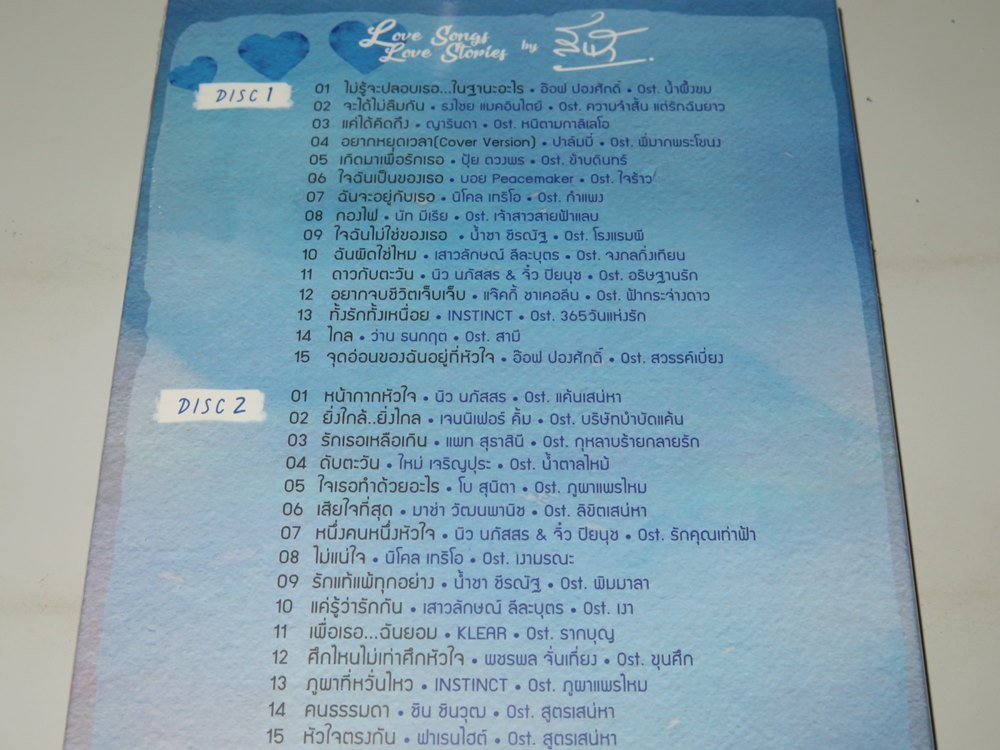 Love Songs
Love Stories by สีฟ้า
DISC 1
01 ไม่รู้จะปลอบเธอ...ในฐานะอะไร • อ๊อฟ ปองศักดิ์ • Ost. น้ำผึ้งขม
02 จะได้ไม่ลืมกัน • ธงไชย แมคอินไตย์ • Ost. ความจำสั้น แต่รักฉันยาว
03 แค่ได้คิดถึง • ญารินดา • Ost. หนีตามกาลิเลโอ
04 อยากหยุดเวลา(Cover Version) • ปาล์มมี่ • Ost. พี่มากพระโขนง
05 เกิดมาเพื่อรักเธอ • ปุ้ย ดวงพร • Ost. ข้าบดินทร์
06 ใจฉันเป็นของเธอ • บอย Peacemaker • Ost. ใจร้าว
07 ฉันจะอยู่กับเธอ • นิโคล เทริโอ • Ost. กำแพง
08 กองไฟ • นัท มีเรีย • Ost. เจ้าสาวสายฟ้าแลบ
09 ใจฉันไม่ใช่ของเธอ • น้ำชา ชีรณัฐ • Ost. โรงแรมผี
10 ฉันผิดใช่ไหม • เสาวลักษณ์ ลีละบุตร • Ost. จงกลกิ่งเทียน
11 ดาวกับตะวัน • นิว นภัสสร & จิ๋ว ปิยนุช • Ost. อธิษฐานรัก
12 อยากจบชีวิตเจ็บเจ็บ • แจ๊คกี้ ชาเคอลีน • Ost. ฟ้ากระจ่างดาว
13 ทั้งรักทั้งเหนื่อย • INSTINCT • Ost. 365วันแห่งรัก
14 ไกล • ว่าน ธนกฤต • Ost. สามี
15 จุดอ่อนของฉันอยู่ที่หัวใจ • อ๊อฟ ปองศักดิ์ • Ost. สวรรค์เบี่ยง
DISC 2
01 หน้ากากหัวใจ • นิว นภัสสร • Ost. แค้นเสน่หา
02 ยิ่งใกล้..ยิ่งไกล • เจนนิเฟอร์ คิ้ม • Ost. บริษัทบำบัดแค้น
03 รักเธอเหลือเกิน • แพท สุธาสินี • Ost. กุหลาบร้ายกลายรัก
04 ดับตะวัน • ใหม่ เจริญปุระ • Ost. น้ำตาลไหม้
05 ใจเธอทำด้วยอะไร • โบ สุนิตา • Ost. ภูผาแพรไหม
06 เสียใจที่สุด • มาช่า วัฒนพานิช • Ost. ลิขิตเสน่หา
07 หนึ่งคนหนึ่งหัวใจ • นิว นภัสสร & จิ๋ว ปิยนุช • Ost. รักคุณเท่าฟ้า
08 ไม่แน่ใจ • นิโคล เทริโอ • Ost. เงามรณะ
09 รักแท้แพ้ทุกอย่าง • น้ำชา ชีรณัฐ • Ost. พิมมาลา
10 แค่รู้ว่ารักกัน • เสาวลักษณ์ ลีละบุตร • Ost. เงา
11 เพื่อเธอ...ฉันยอม • KLEAR • Ost. รากบุญ
12 ศึกไหนไม่เท่าศึกหัวใจ • พชรพล จั่นเที่ยง • Ost. ขุนศึก
13 ภูผาที่หวั่นไหว • INSTINCT • Ost. ภูผาแพรไหม
14 คนธรรมดา • ชิน ชินวุฒ • Ost. สูตรเสน่หา
15 หัวใจตรงกัน • ฟาเรนไฮต์ • Ost. สูตรเสน่หา